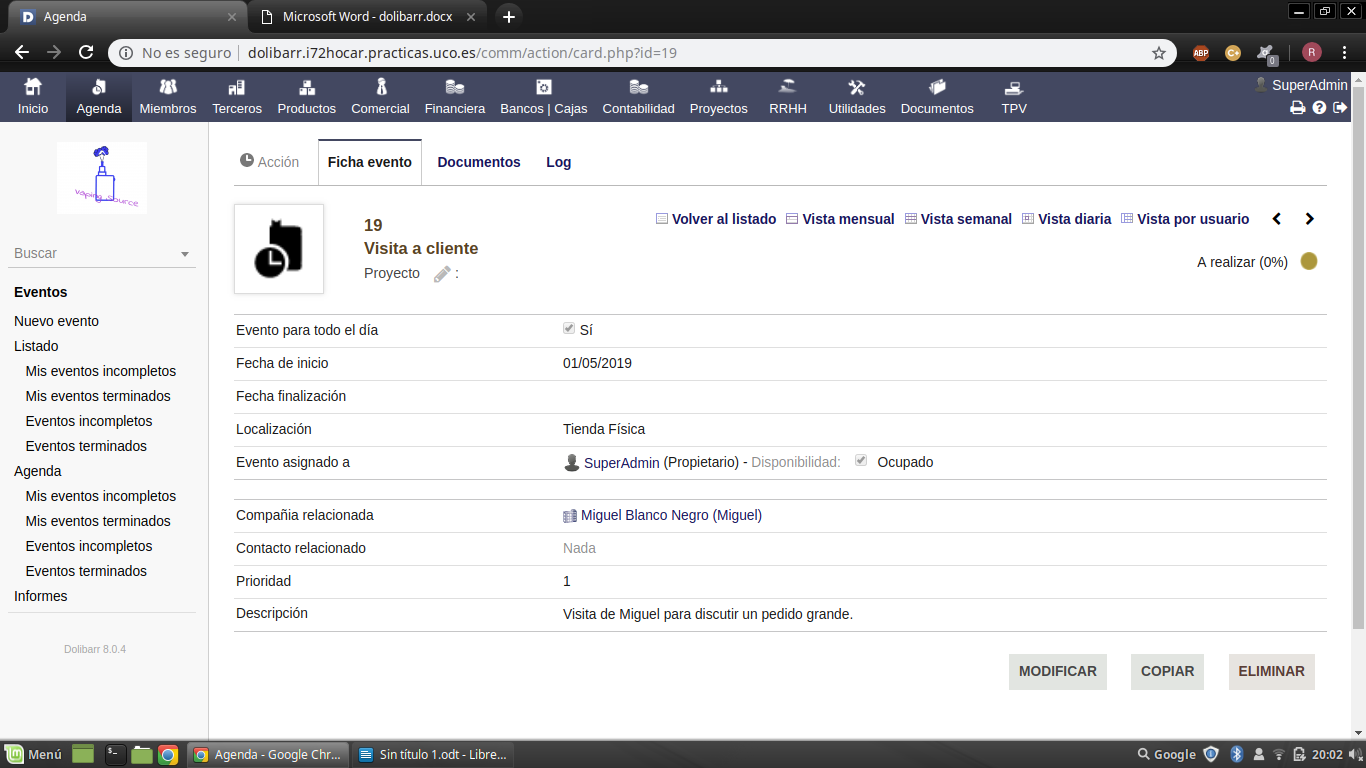 Agenda
Microsoft Word - dolibarr.docx
No es seguro | dolibarr.i72hocar.practicas.uco.es/comm/action/card.php?id=19
ABP
C+
0
R
Inicio
Agenda
Miembros
Terceros
Productos
Comercial
Financiera
Bancos | Cajas
Contabilidad
Proyectos
RRHH
Utilidades
Documentos
TPV
SuperAdmin
vaping source
Buscar
Eventos
Nuevo evento
Listado
Mis eventos incompletos
Mis eventos terminados
Eventos incompletos
Eventos terminados
Agenda
Mis eventos incompletos
Mis eventos terminados
Eventos incompletos
Eventos terminados
Informes
Dolibarr 8.0.4
Acción
Ficha evento
Documentos
Log
19
Visita a cliente
Proyecto :
Volver al listado
Vista mensual
Vista semanal
Vista diaria
Vista por usuario
A realizar (0%)
Evento para todo el día Sí
Fecha de inicio 01/05/2019
Fecha finalización
Localización Tienda Física
Evento asignado a SuperAdmin (Propietario) - Disponibilidad: Ocupado
Compañia relacionada Miguel Blanco Negro (Miguel)
Contacto relacionado Nada
Prioridad 1
Descripción Visita de Miguel para discutir un pedido grande.
MODIFICAR
COPIAR
ELIMINAR
Menú
Agenda - Google Chr...
Sin título 1.odt - Libre...
Google
20:02